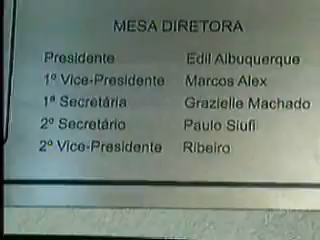 MESA DIRETORA
Presidente Edil Albuquerque
1º Vice-Presidente Marcos Alex
1ª Secretária Grazielle Machado
2º Secretário Paulo Siufi
2º Vice-Presidente Ribeiro